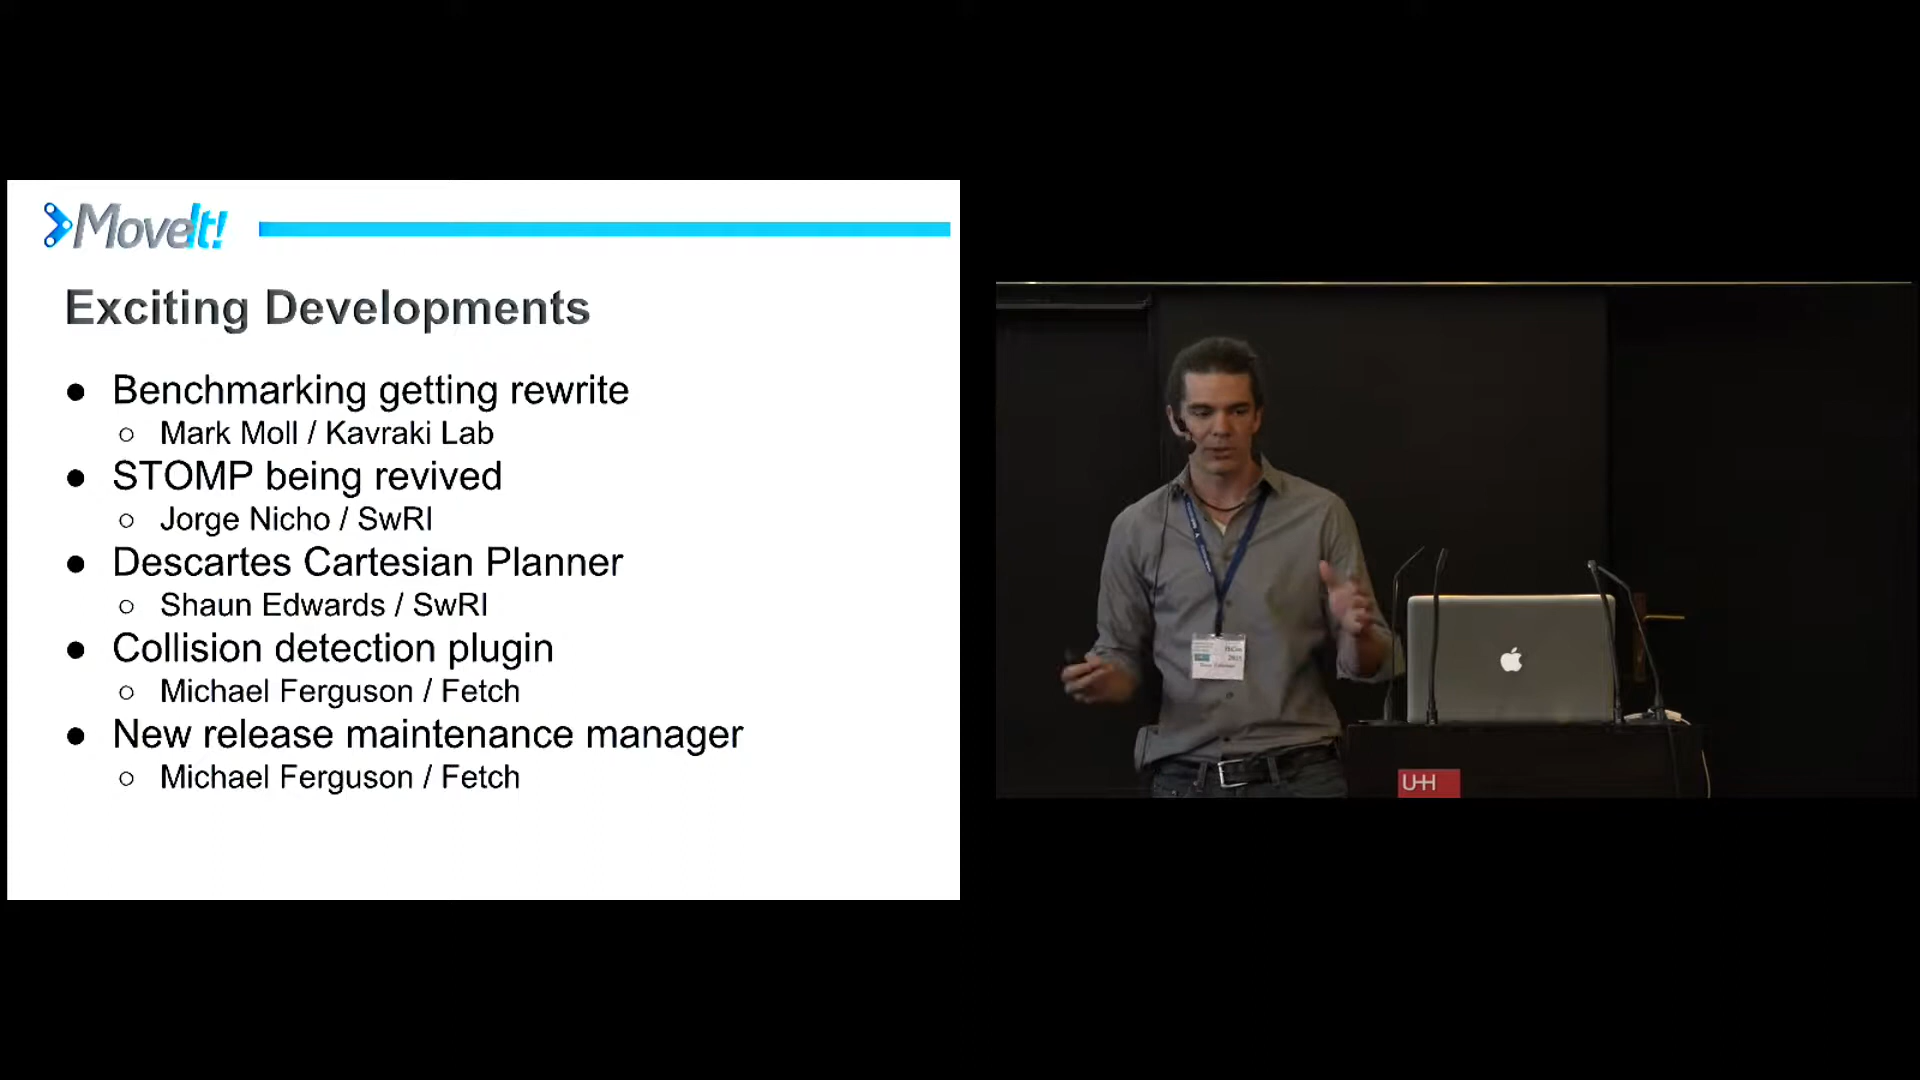 MoveIt!
Exciting Developments
● Benchmarking getting rewrite
○ Mark Moll / Kavraki Lab
● STOMP being revived
○ Jorge Nicho / SwRI
● Descartes Cartesian Planner
○ Shaun Edwards / SwRI
● Collision detection plugin
○ Michael Ferguson / Fetch
● New release maintenance manager
○ Michael Ferguson / Fetch
UHH